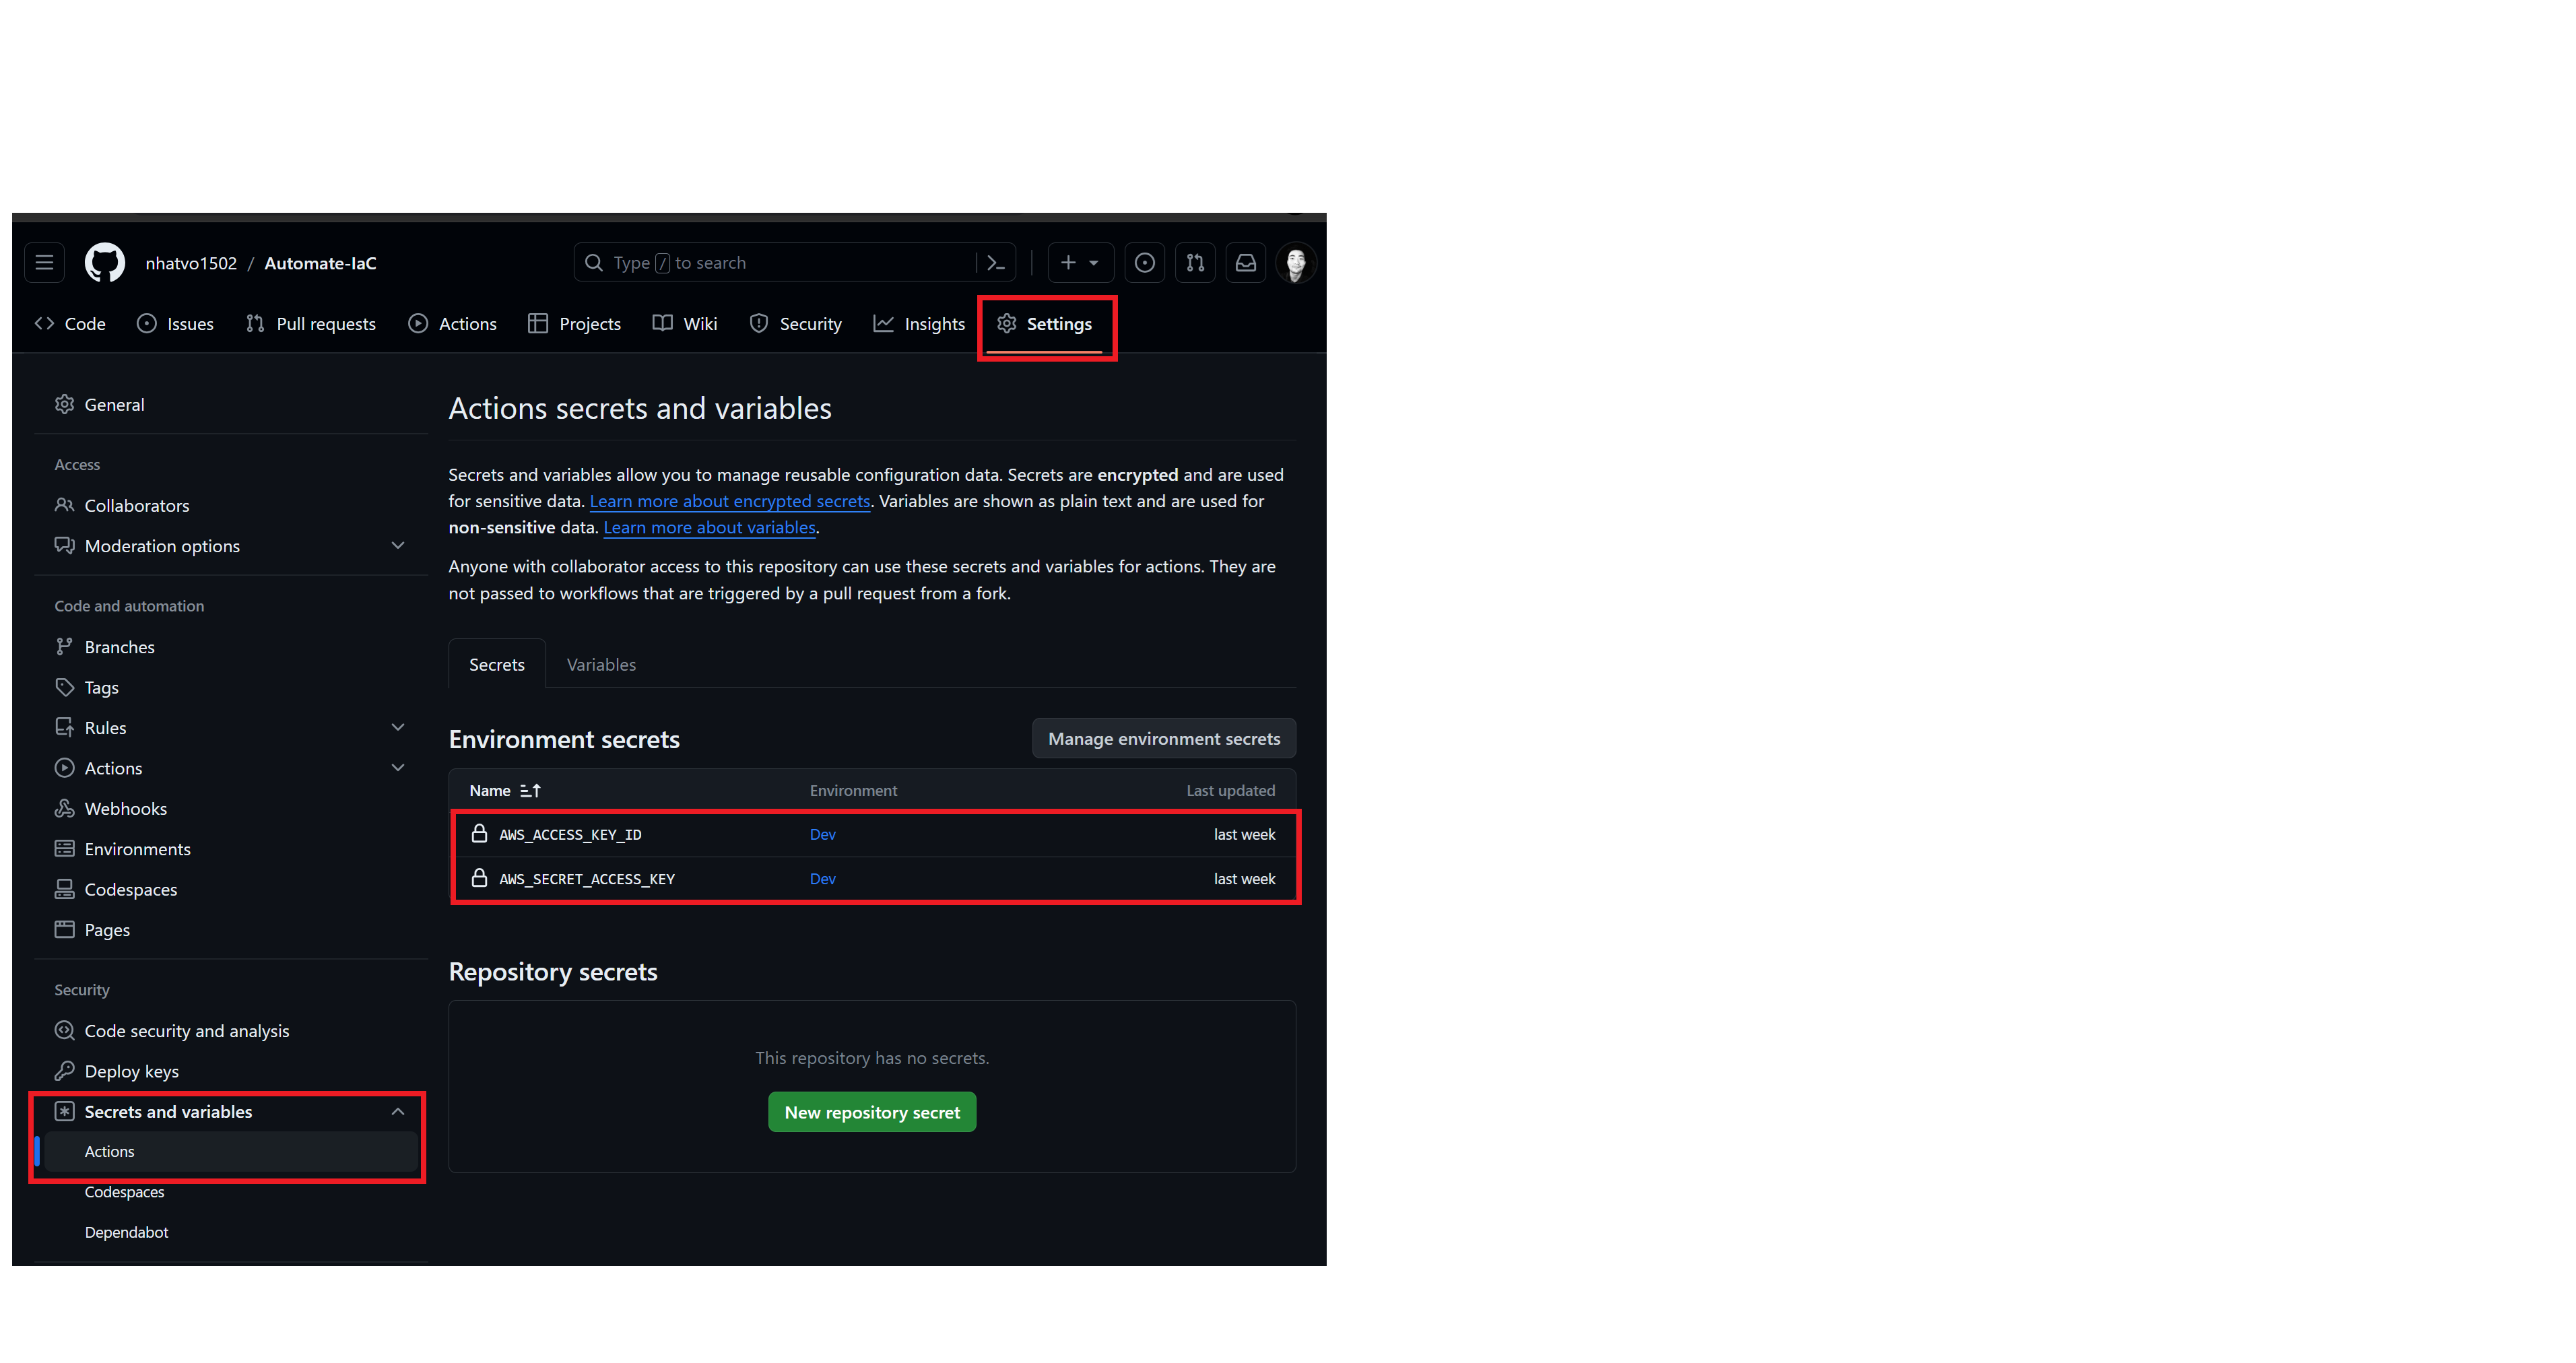 nhatvo1502 / Automate-IaC
Type / to search
Code Issues Pull requests Actions Projects Wiki Security Insights Settings
General
Access
Collaborators
Moderation options
Code and automation
Branches
Tags
Rules
Actions
Webhooks
Environments
Codespaces
Pages
Security
Code security and analysis
Deploy keys
Secrets and variables
Actions
Codespaces
Dependabot
Actions secrets and variables
Secrets and variables allow you to manage reusable configuration data. Secrets are encrypted and are used
for sensitive data. Learn more about encrypted secrets. Variables are shown as plain text and are used for
non-sensitive data. Learn more about variables.
Anyone with collaborator access to this repository can use these secrets and variables for actions. They are
not passed to workflows that are triggered by a pull request from a fork.
Secrets Variables
Environment secrets Manage environment secrets
Name Environment Last updated
AWS_ACCESS_KEY_ID Dev last week
AWS_SECRET_ACCESS_KEY Dev last week
Repository secrets
This repository has no secrets.
New repository secret